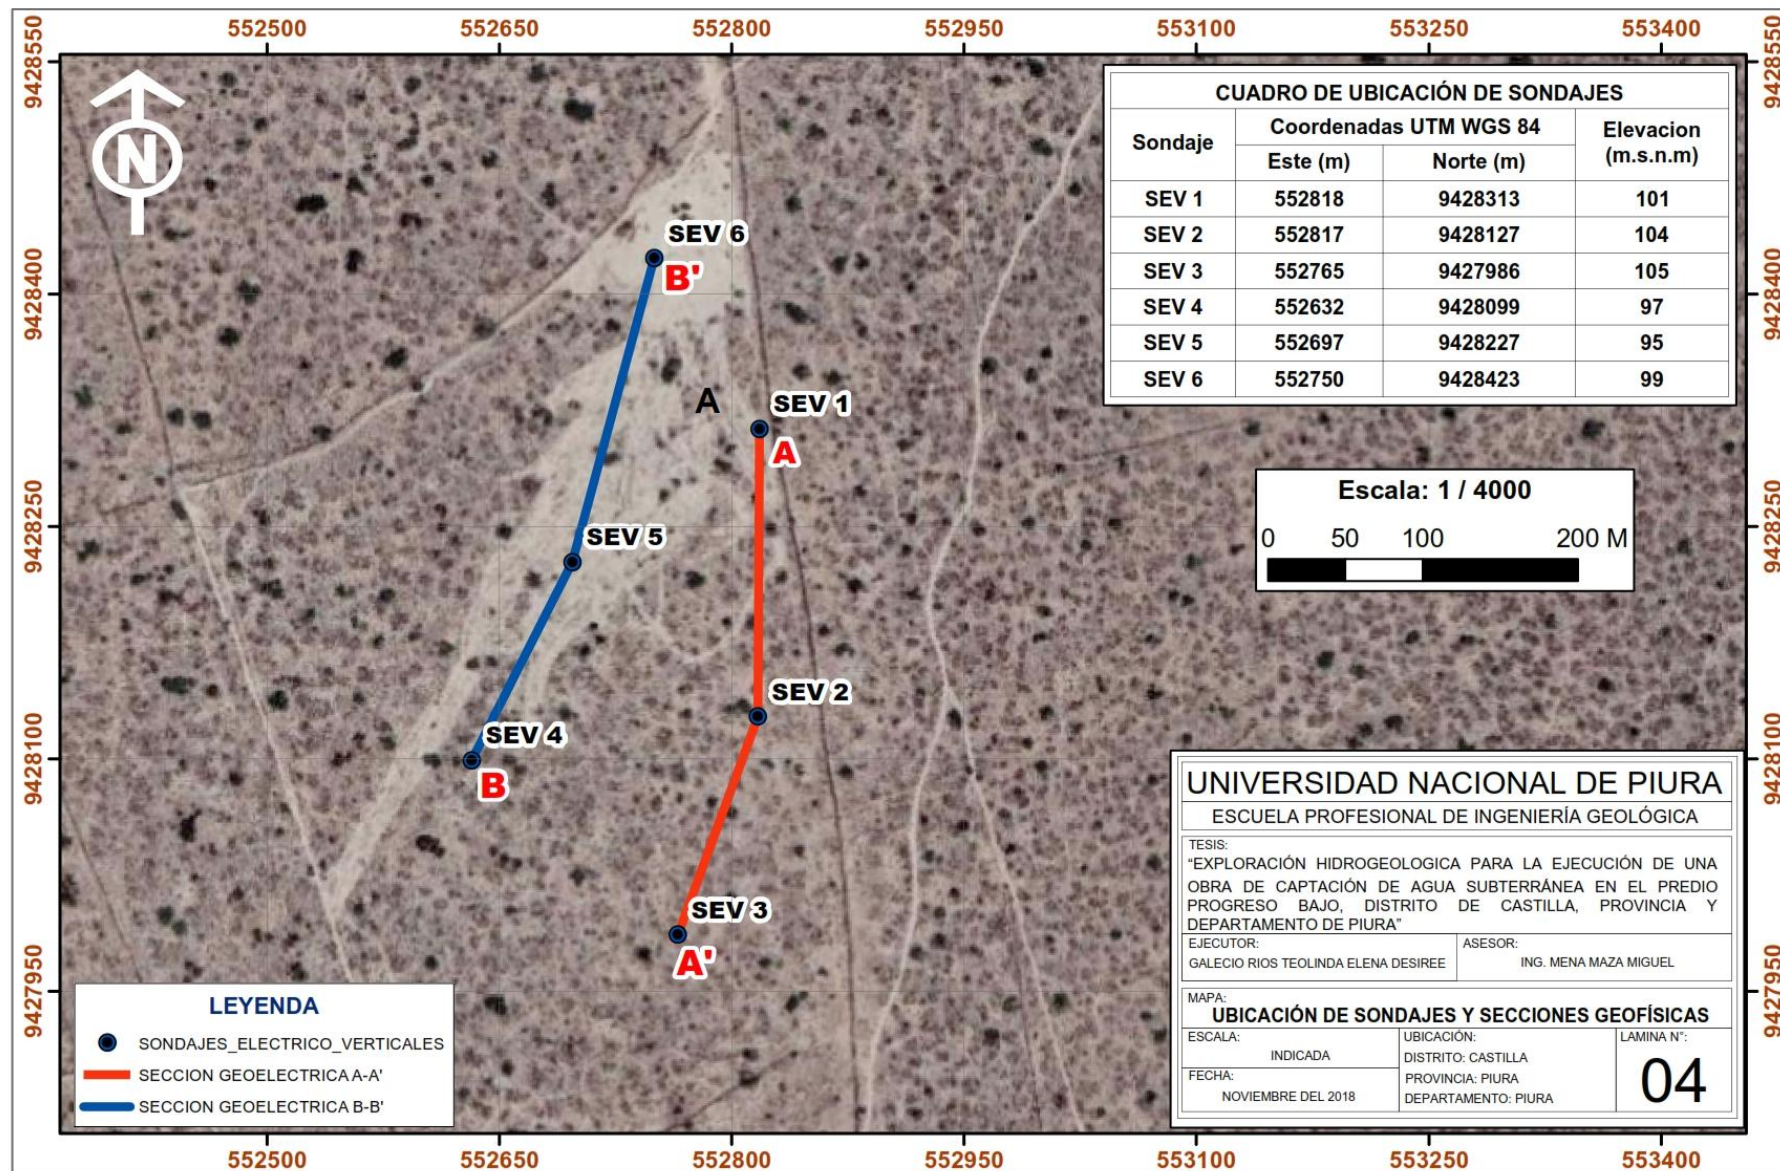 552500 552650 552800 552950 553100 553250 553400
9428550
9428400
9428250
9428100
9427950
9428550
9428400
9428250
9428100
9427950
N
CUADRO DE UBICACIÓN DE SONDAJES
Sondaje Coordenadas UTM WGS 84 Elevacion (m.s.n.m)
Este (m) Norte (m)
SEV 1 552818 9428313 101
SEV 2 552817 9428127 104
SEV 3 552765 9427986 105
SEV 4 552632 9428099 97
SEV 5 552697 9428227 95
SEV 6 552750 9428423 99
SEV 6
B'
A
SEV 1
A
SEV 5
SEV 2
SEV 4
B
SEV 3
A'
Escala: 1 / 4000
0 50 100 200 M
LEYENDA
SONDAJES_ELECTRICO_VERTICALES
SECCION GEOELECTRICA A-A'
SECCION GEOELECTRICA B-B'
UNIVERSIDAD NACIONAL DE PIURA
ESCUELA PROFESIONAL DE INGENIERÍA GEOLÓGICA
TESIS:
“EXPLORACIÓN HIDROGEOLOGICA PARA LA EJECUCIÓN DE UNA
OBRA DE CAPTACIÓN DE AGUA SUBTERRÁNEA EN EL PREDIO
PROGRESO BAJO, DISTRITO DE CASTILLA, PROVINCIA Y
DEPARTAMENTO DE PIURA”
EJECUTOR:
GALECIO RIOS TEOLINDA ELENA DESIREE
ASESOR:
ING. MENA MAZA MIGUEL
MAPA:
UBICACIÓN DE SONDAJES Y SECCIONES GEOFÍSICAS
ESCALA:
INDICADA
FECHA:
NOVIEMBRE DEL 2018
UBICACIÓN:
DISTRITO: CASTILLA
PROVINCIA: PIURA
DEPARTAMENTO: PIURA
LAMINA N°:
04
552500 552650 552800 552950 553100 553250 553400